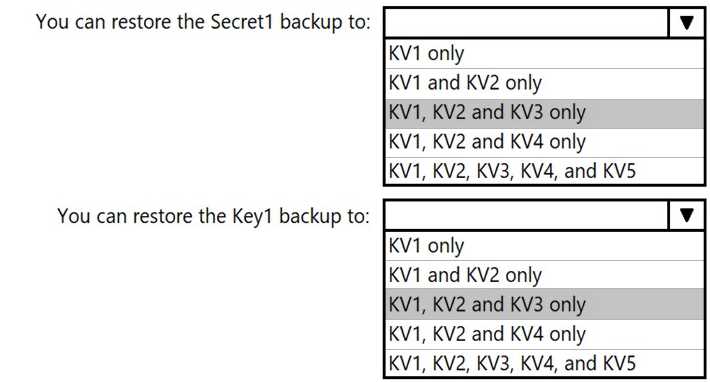 You can restore the Secret1 backup to:
KV1 only
KV1 and KV2 only
KV1, KV2 and KV3 only
KV1, KV2 and KV4 only
KV1, KV2, KV3, KV4, and KV5
You can restore the Key1 backup to:
KV1 only
KV1 and KV2 only
KV1, KV2 and KV3 only
KV1, KV2 and KV4 only
KV1, KV2, KV3, KV4, and KV5